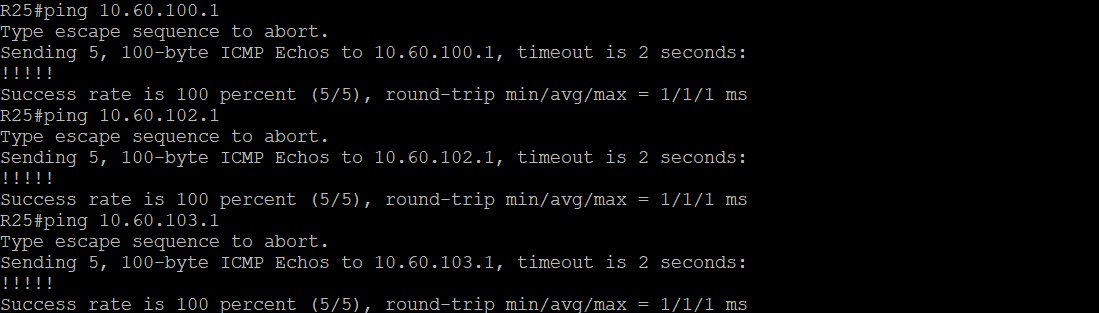 R25#ping 10.60.100.1
Type escape sequence to abort.
Sending 5, 100-byte ICMP Echos to 10.60.100.1, timeout is 2 seconds:
!!!!!
Success rate is 100 percent (5/5), round-trip min/avg/max = 1/1/1 ms
R25#ping 10.60.102.1
Type escape sequence to abort.
Sending 5, 100-byte ICMP Echos to 10.60.102.1, timeout is 2 seconds:
!!!!!
Success rate is 100 percent (5/5), round-trip min/avg/max = 1/1/1 ms
R25#ping 10.60.103.1
Type escape sequence to abort.
Sending 5, 100-byte ICMP Echos to 10.60.103.1, timeout is 2 seconds:
!!!!!
Success rate is 100 percent (5/5), round-trip min/avg/max = 1/1/1 ms